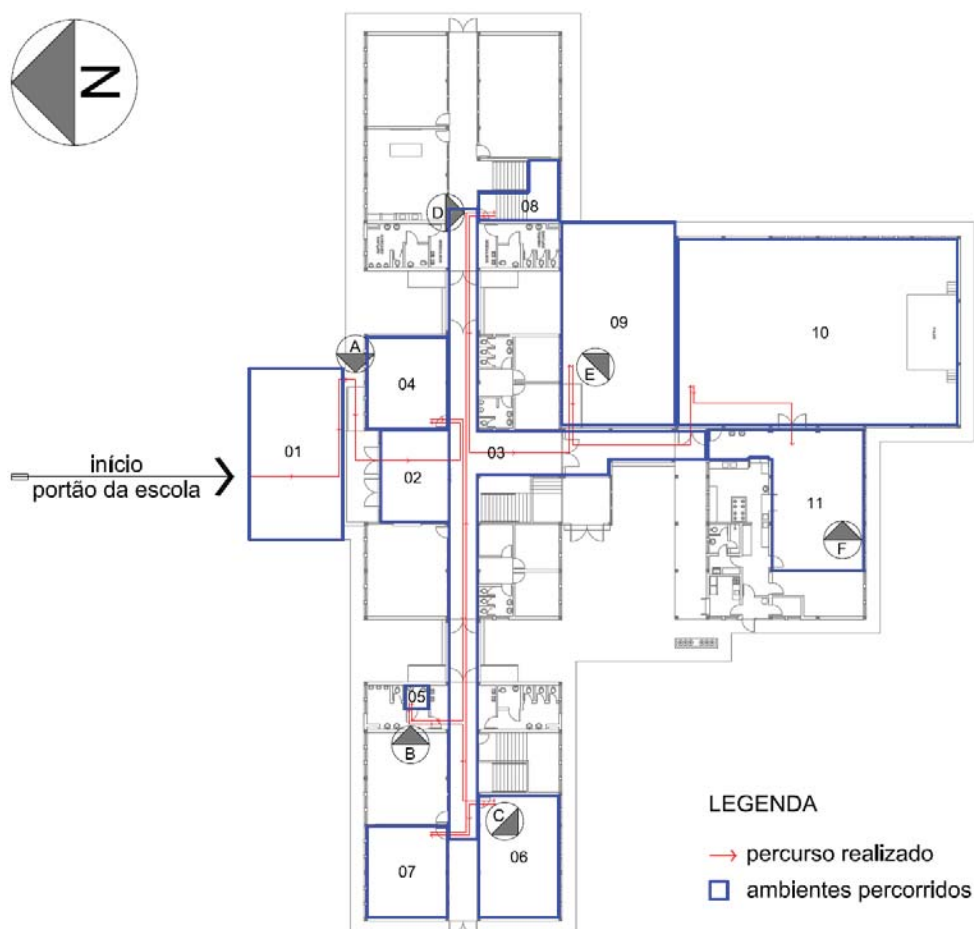 N
D
08
A
04
09
10
E
01
03
02
início
portão da escola
11
F
05
B
C
07
06
LEGENDA
percurso realizado
ambientes percorridos